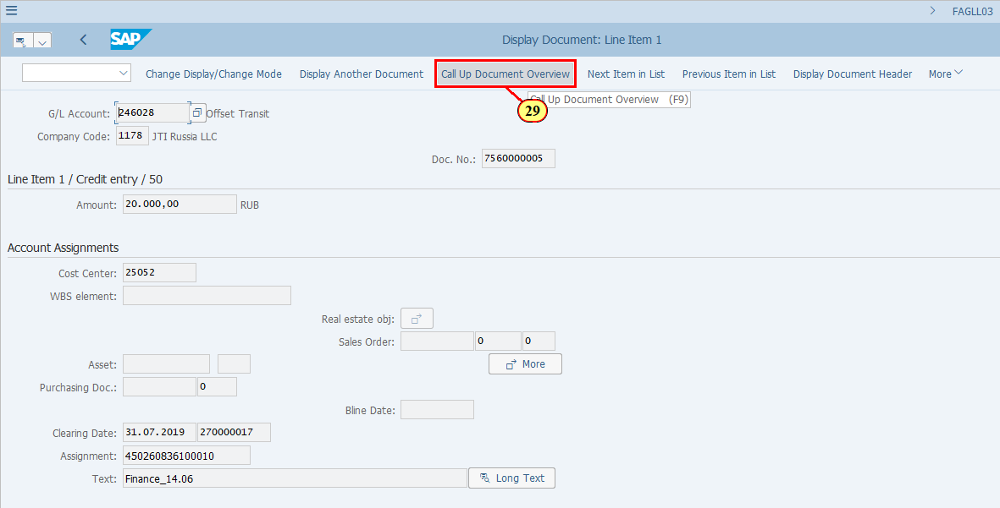 FAGLL03
SAP Display Document: Line Item 1
Change Display/Change Mode Display Another Document Call Up Document Overview Next Item in List Previous Item in List Display Document Header More
Call Up Document Overview (F9)
29
G/L Account: 246028 Offset Transit
Company Code: 1178 JTI Russia LLC
Doc. No.: 7560000005
Line Item 1 / Credit entry / 50
Amount: 20.000,00 RUB
Account Assignments
Cost Center: 25052
WBS element:
Real estate obj:
Sales Order: 0 0
Asset: More
Purchasing Doc.: 0
Bline Date:
Clearing Date: 31.07.2019 270000017
Assignment: 450260836100010
Text: Finance_14.06 Long Text